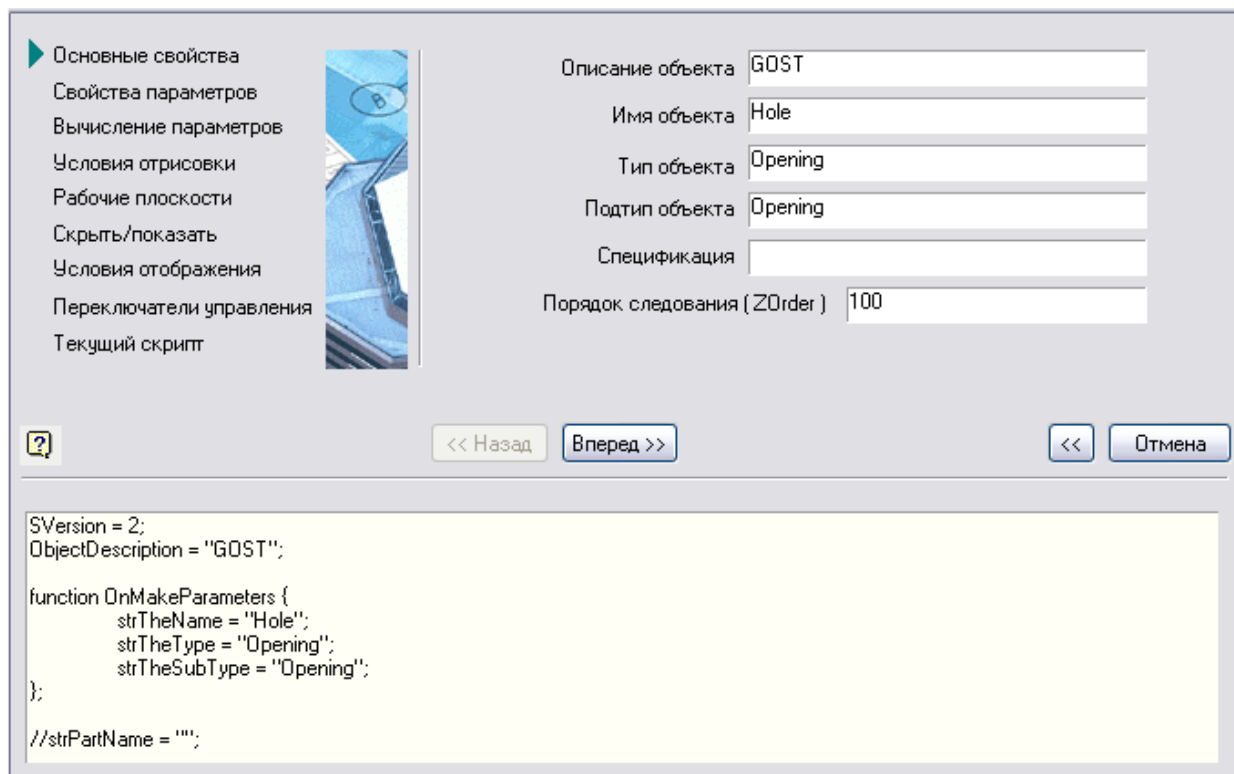 Основные свойства
Свойства параметров
Вычисление параметров
Условия отрисовки
Рабочие плоскости
Скрыть/показать
Условия отображения
Переключатели управления
Текущий скрипт
B
Описание объекта GOST
Имя объекта Hole
Тип объекта Opening
Подтип объекта Opening
Спецификация
Порядок следования ( ZOrder ) 100
? << Назад Вперед >> << Отмена
SVersion = 2;
ObjectDescription = "GOST";
function OnMakeParameters {
strTheName = "Hole";
strTheType = "Opening";
strTheSubType = "Opening";
};
//strPartName = "";